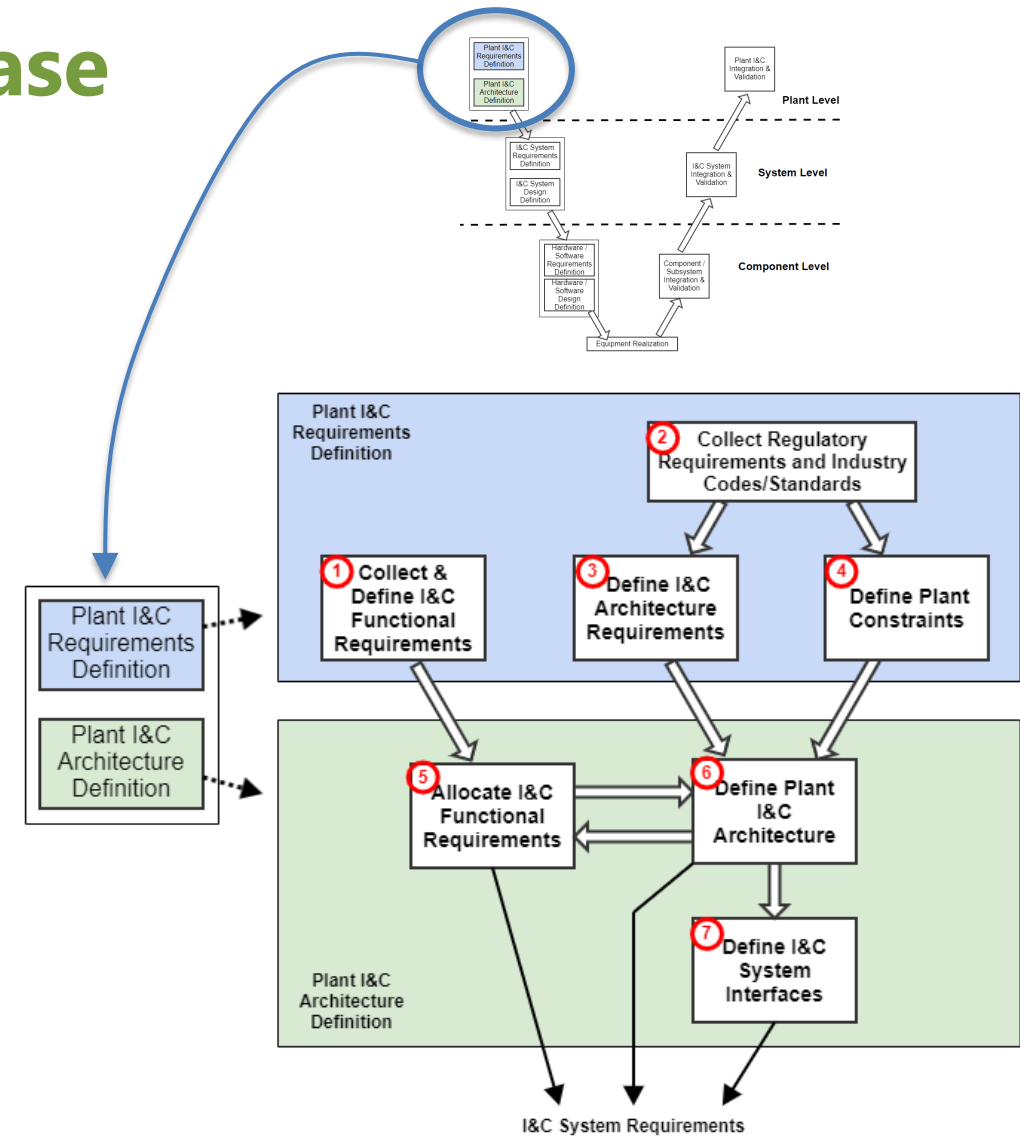 ase
Plant I&C
Requirements
Definition
Plant I&C
Architecture
Definition
Plant I&C
Integration &
Validation
Plant Level
I&C System
Requirements
Definition
I&C System
Design
Definition
I&C System
Integration &
Validation
System Level
Hardware /
Software
Requirements
Definition
Hardware /
Software
Design
Definition
Component /
Subsystem
Integration &
Validation
Component Level
Equipment Realization
Plant I&C
Requirements
Definition
2
Collect Regulatory
Requirements and Industry
Codes/Standards
1
Collect &
Define I&C
Functional
Requirements
3
Define I&C
Architecture
Requirements
4
Define Plant
Constraints
Plant I&C
Requirements
Definition
Plant I&C
Architecture
Definition
5
Allocate I&C
Functional
Requirements
6
Define Plant
I&C
Architecture
7
Define I&C
System
Interfaces
Plant I&C
Architecture
Definition
I&C System Requirements